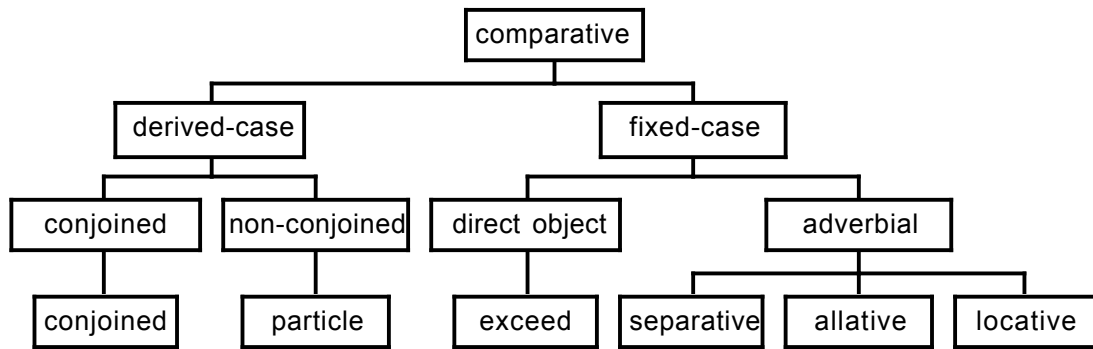 comparative
derived-case fixed-case
conjoined non-conjoined direct object adverbial
conjoined particle exceed separative allative locative